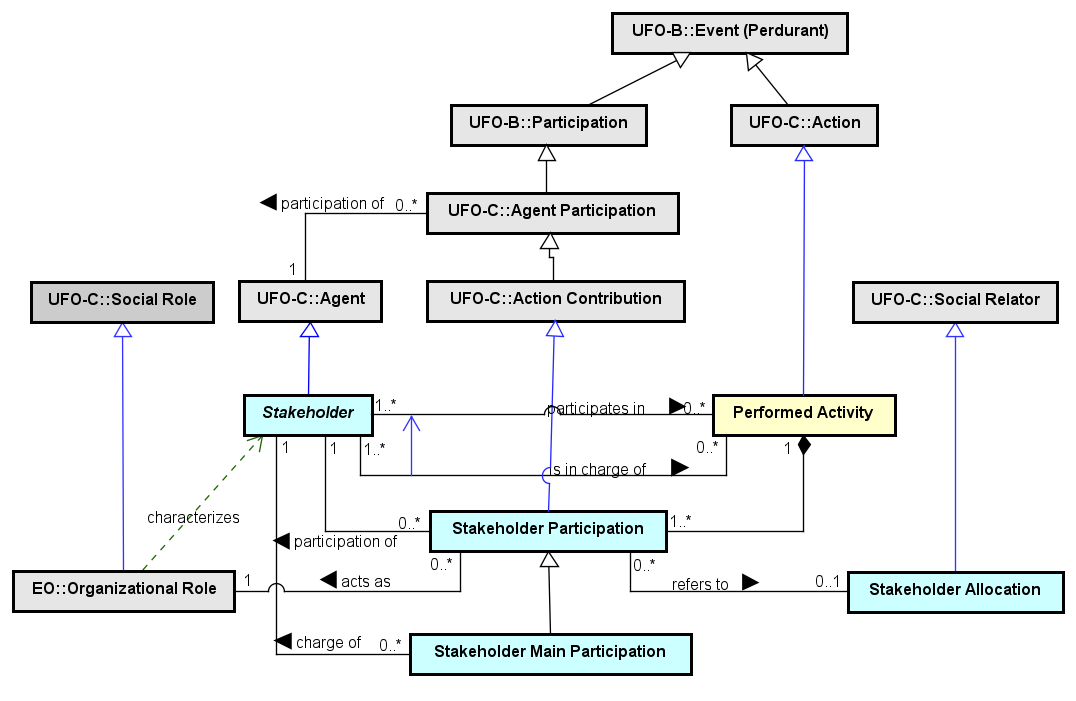 UFO-B::Event (Perdurant)
UFO-B::Participation
UFO-C::Action
participation of
0..*
UFO-C::Agent Participation
1
UFO-C::Social Role
UFO-C::Agent
UFO-C::Action Contribution
UFO-C::Social Relator
Stakeholder
1..*
participates in
0..*
Performed Activity
1
1
1..*
is in charge of
0..*
1
characterizes
0..*
Stakeholder Participation
1..*
participation of
EO::Organizational Role
1
acts as
0..*
0..*
refers to
0..1
Stakeholder Allocation
charge of
0..*
Stakeholder Main Participation